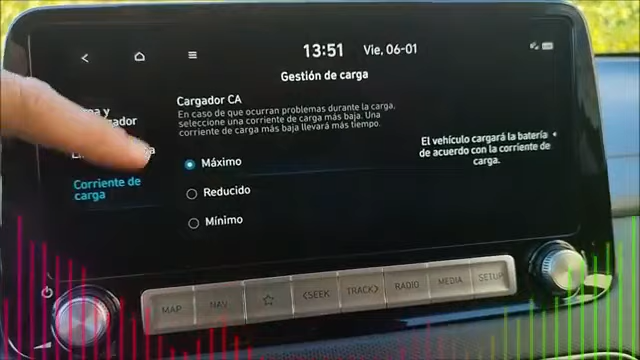 13:51 Vie, 06-01
Gestión de carga
Cargador CA
En caso de que ocurran problemas durante la carga,
seleccione una corriente de carga más baja. Una
corriente de carga más baja llevará más tiempo.
Máximo
Reducido
Mínimo
Corriente de
carga
El vehículo cargará la batería
de acuerdo con la corriente de
carga.
MAP NAV <SEEK TRACK> RADIO MEDIA SETUP